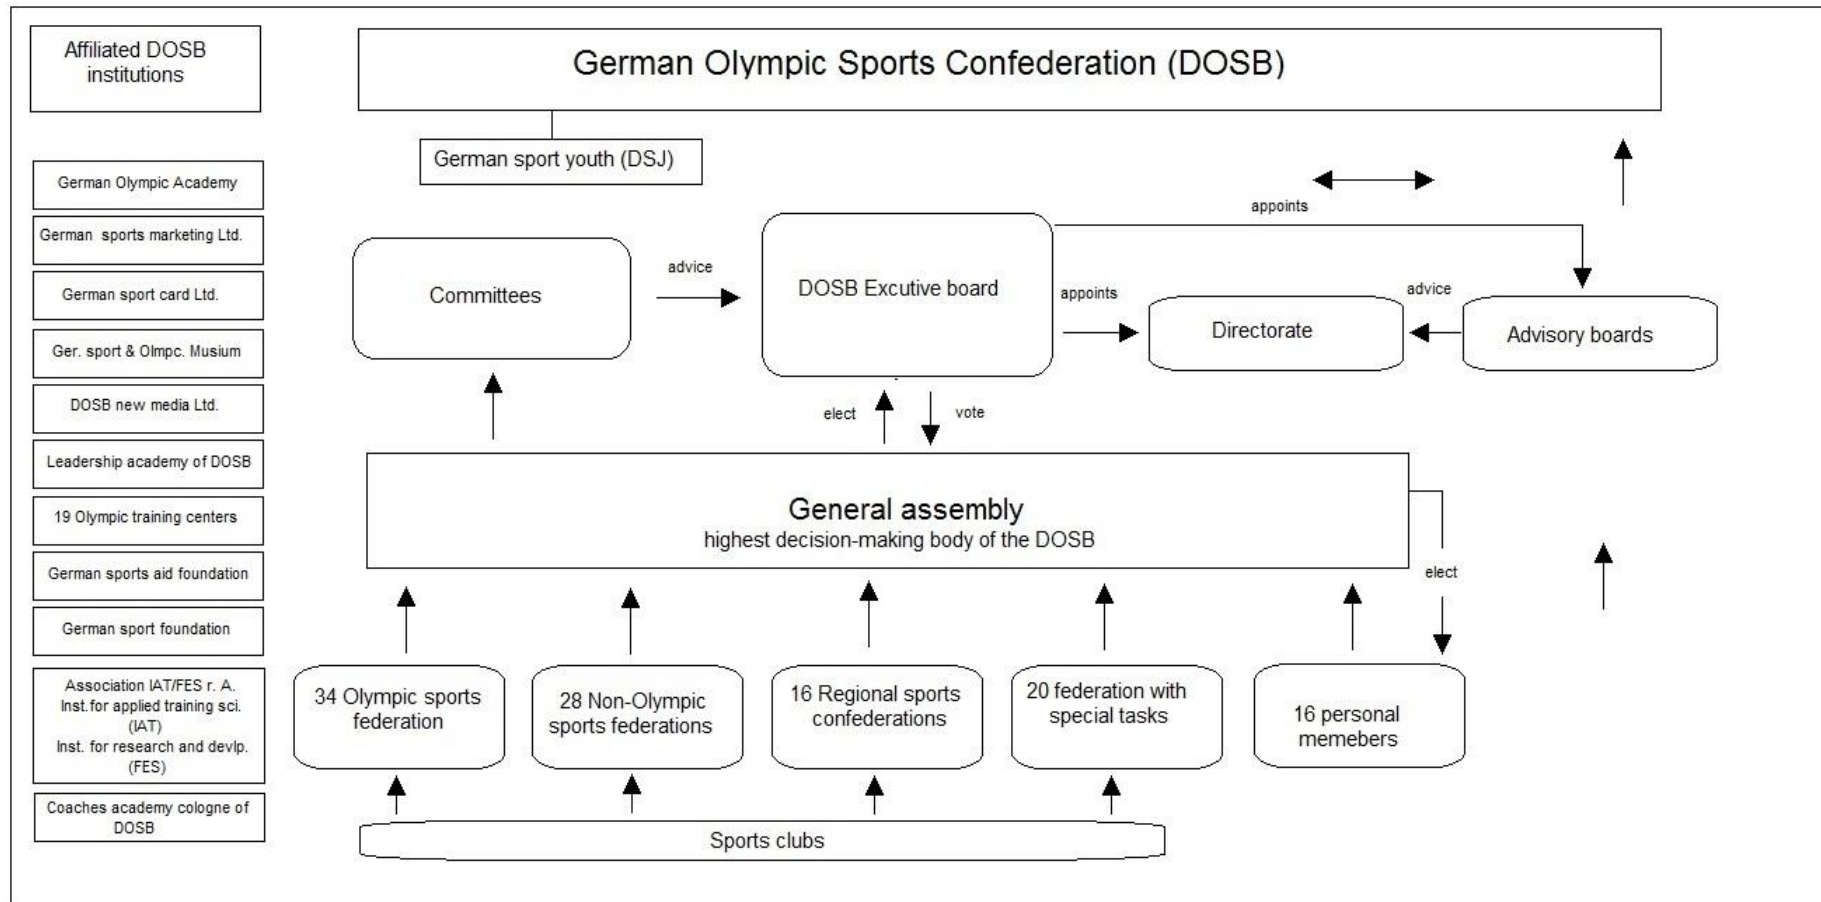 Affiliated DOSB
institutions
German Olympic Academy
German sports marketing Ltd.
German sport card Ltd.
Ger. sport & Olmpc. Musium
DOSB new media Ltd.
Leadership academy of DOSB
19 Olympic training centers
German sports aid foundation
German sport foundation
Association IAT/FES r. A.
Inst.for applied training sci.
(IAT)
Inst. for research and devlp.
(FES)
Coaches academy cologne of
DOSB
German Olympic Sports Confederation (DOSB)
German sport youth (DSJ)
appoints
Committees
advice
DOSB Excutive board
appoints
Directorate
advice
Advisory boards
elect
vote
General assembly
highest decision-making body of the DOSB
elect
34 Olympic sports
federation
28 Non-Olympic
sports federations
16 Regional sports
confederations
20 federation with
special tasks
16 personal
memebers
Sports clubs